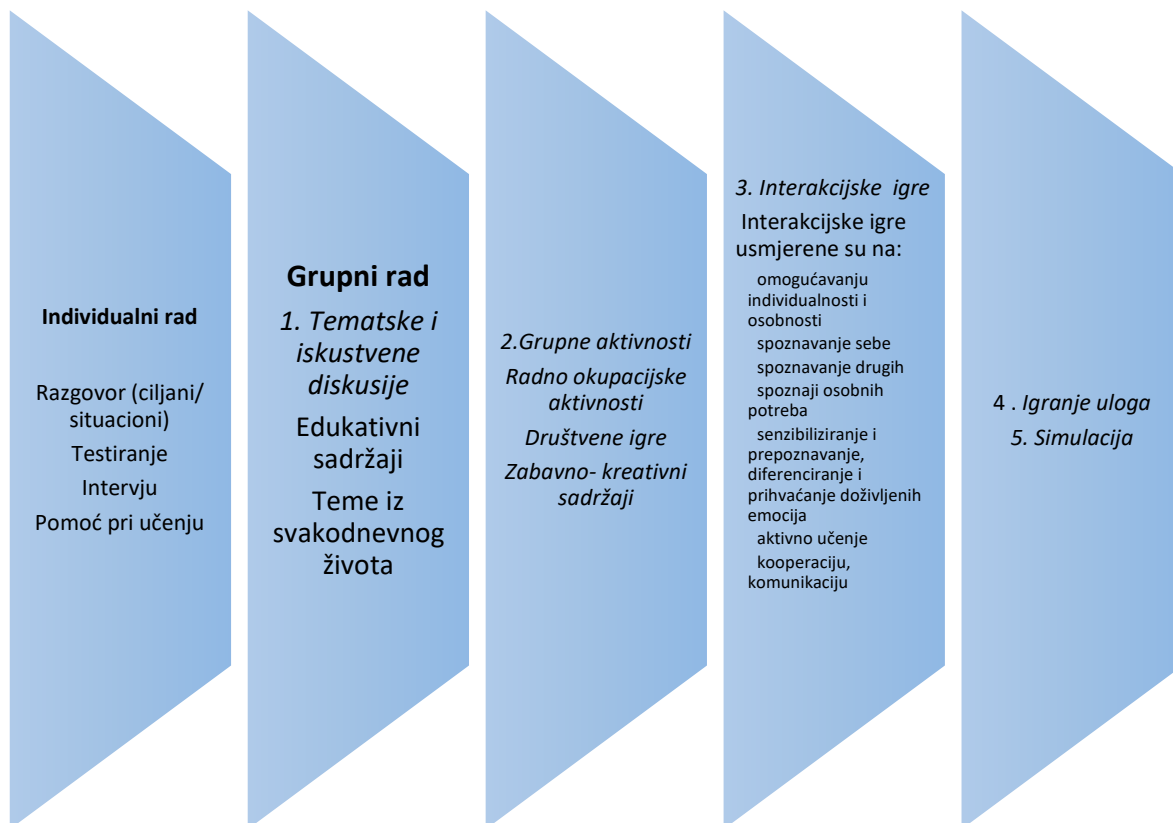 Individualni rad
Razgovor (ciljani/
situacioni)
Testiranje
Intervju
Pomoć pri učenju
Grupni rad
1. Tematske i
iskustvene
diskusije
Edukativni
sadržaji
Teme iz
svakodnevnog
života
2.Grupne aktivnosti
Radno okupacijske
aktivnosti
Društvene igre
Zabavno- kreativni
sadržaji
3. Interakcijske igre
Interakcijske igre
usmjerene su na:
omogućavanju
individualnosti i
osobnosti
spoznavanje sebe
spoznavanje drugih
spoznaji osobnih
potreba
senzibiliziranje i
prepoznavanje,
diferenciranje i
prihvaćanje doživljenih
emocija
aktivno učenje
kooperaciju,
komunikaciju
4 . Igranje uloga
5. Simulacija